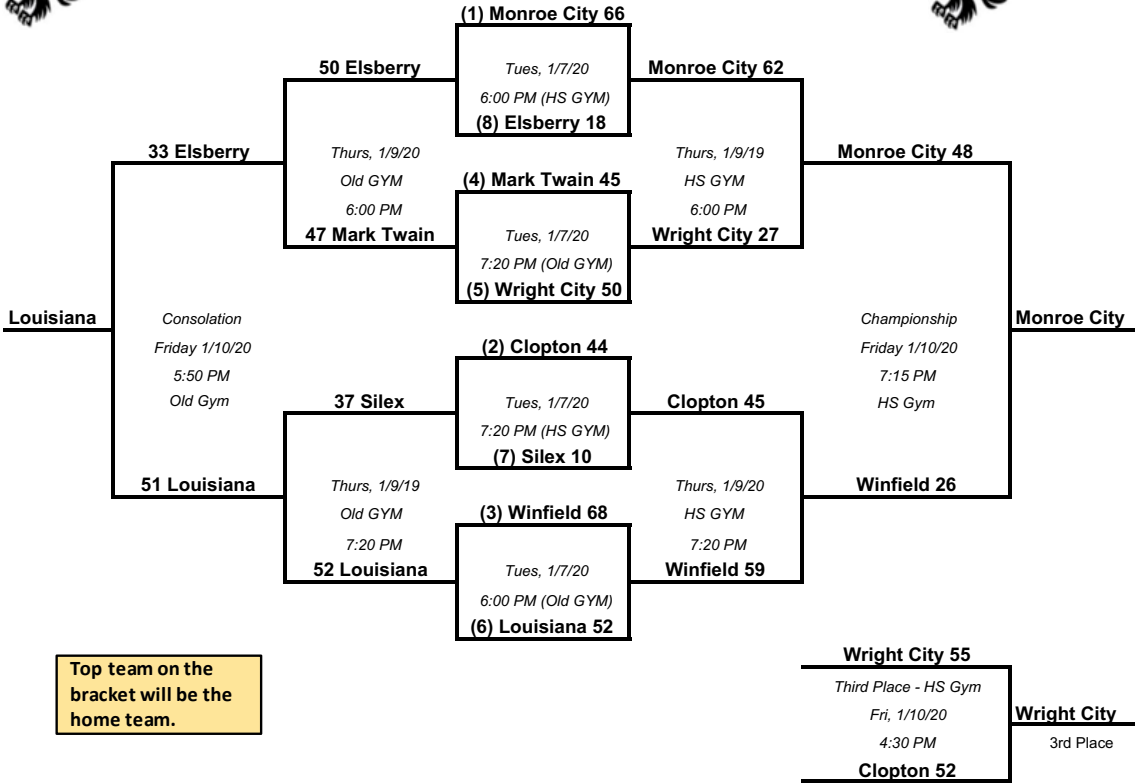 (1) Monroe City 66
50 Elsberry
Tues, 1/7/20
Monroe City 62
6:00 PM (HS GYM)
(8) Elsberry 18
33 Elsberry
Thurs, 1/9/20
Thurs, 1/9/19
Monroe City 48
Old GYM
(4) Mark Twain 45
HS GYM
6:00 PM
6:00 PM
47 Mark Twain
Tues, 1/7/20
Wright City 27
7:20 PM (Old GYM)
(5) Wright City 50
Louisiana
Consolation
Championship
Monroe City
Friday 1/10/20
(2) Clopton 44
Friday 1/10/20
5:50 PM
7:15 PM
Old Gym
37 Silex
Tues, 1/7/20
Clopton 45
HS Gym
7:20 PM (HS GYM)
(7) Silex 10
51 Louisiana
Thurs, 1/9/19
Thurs, 1/9/20
Winfield 26
Old GYM
(3) Winfield 68
HS GYM
7:20 PM
7:20 PM
52 Louisiana
Tues, 1/7/20
Winfield 59
6:00 PM (Old GYM)
(6) Louisiana 52
Top team on the
bracket will be the
home team.
Wright City 55
Third Place - HS Gym
Fri, 1/10/20
Wright City
4:30 PM
3rd Place
Clopton 52